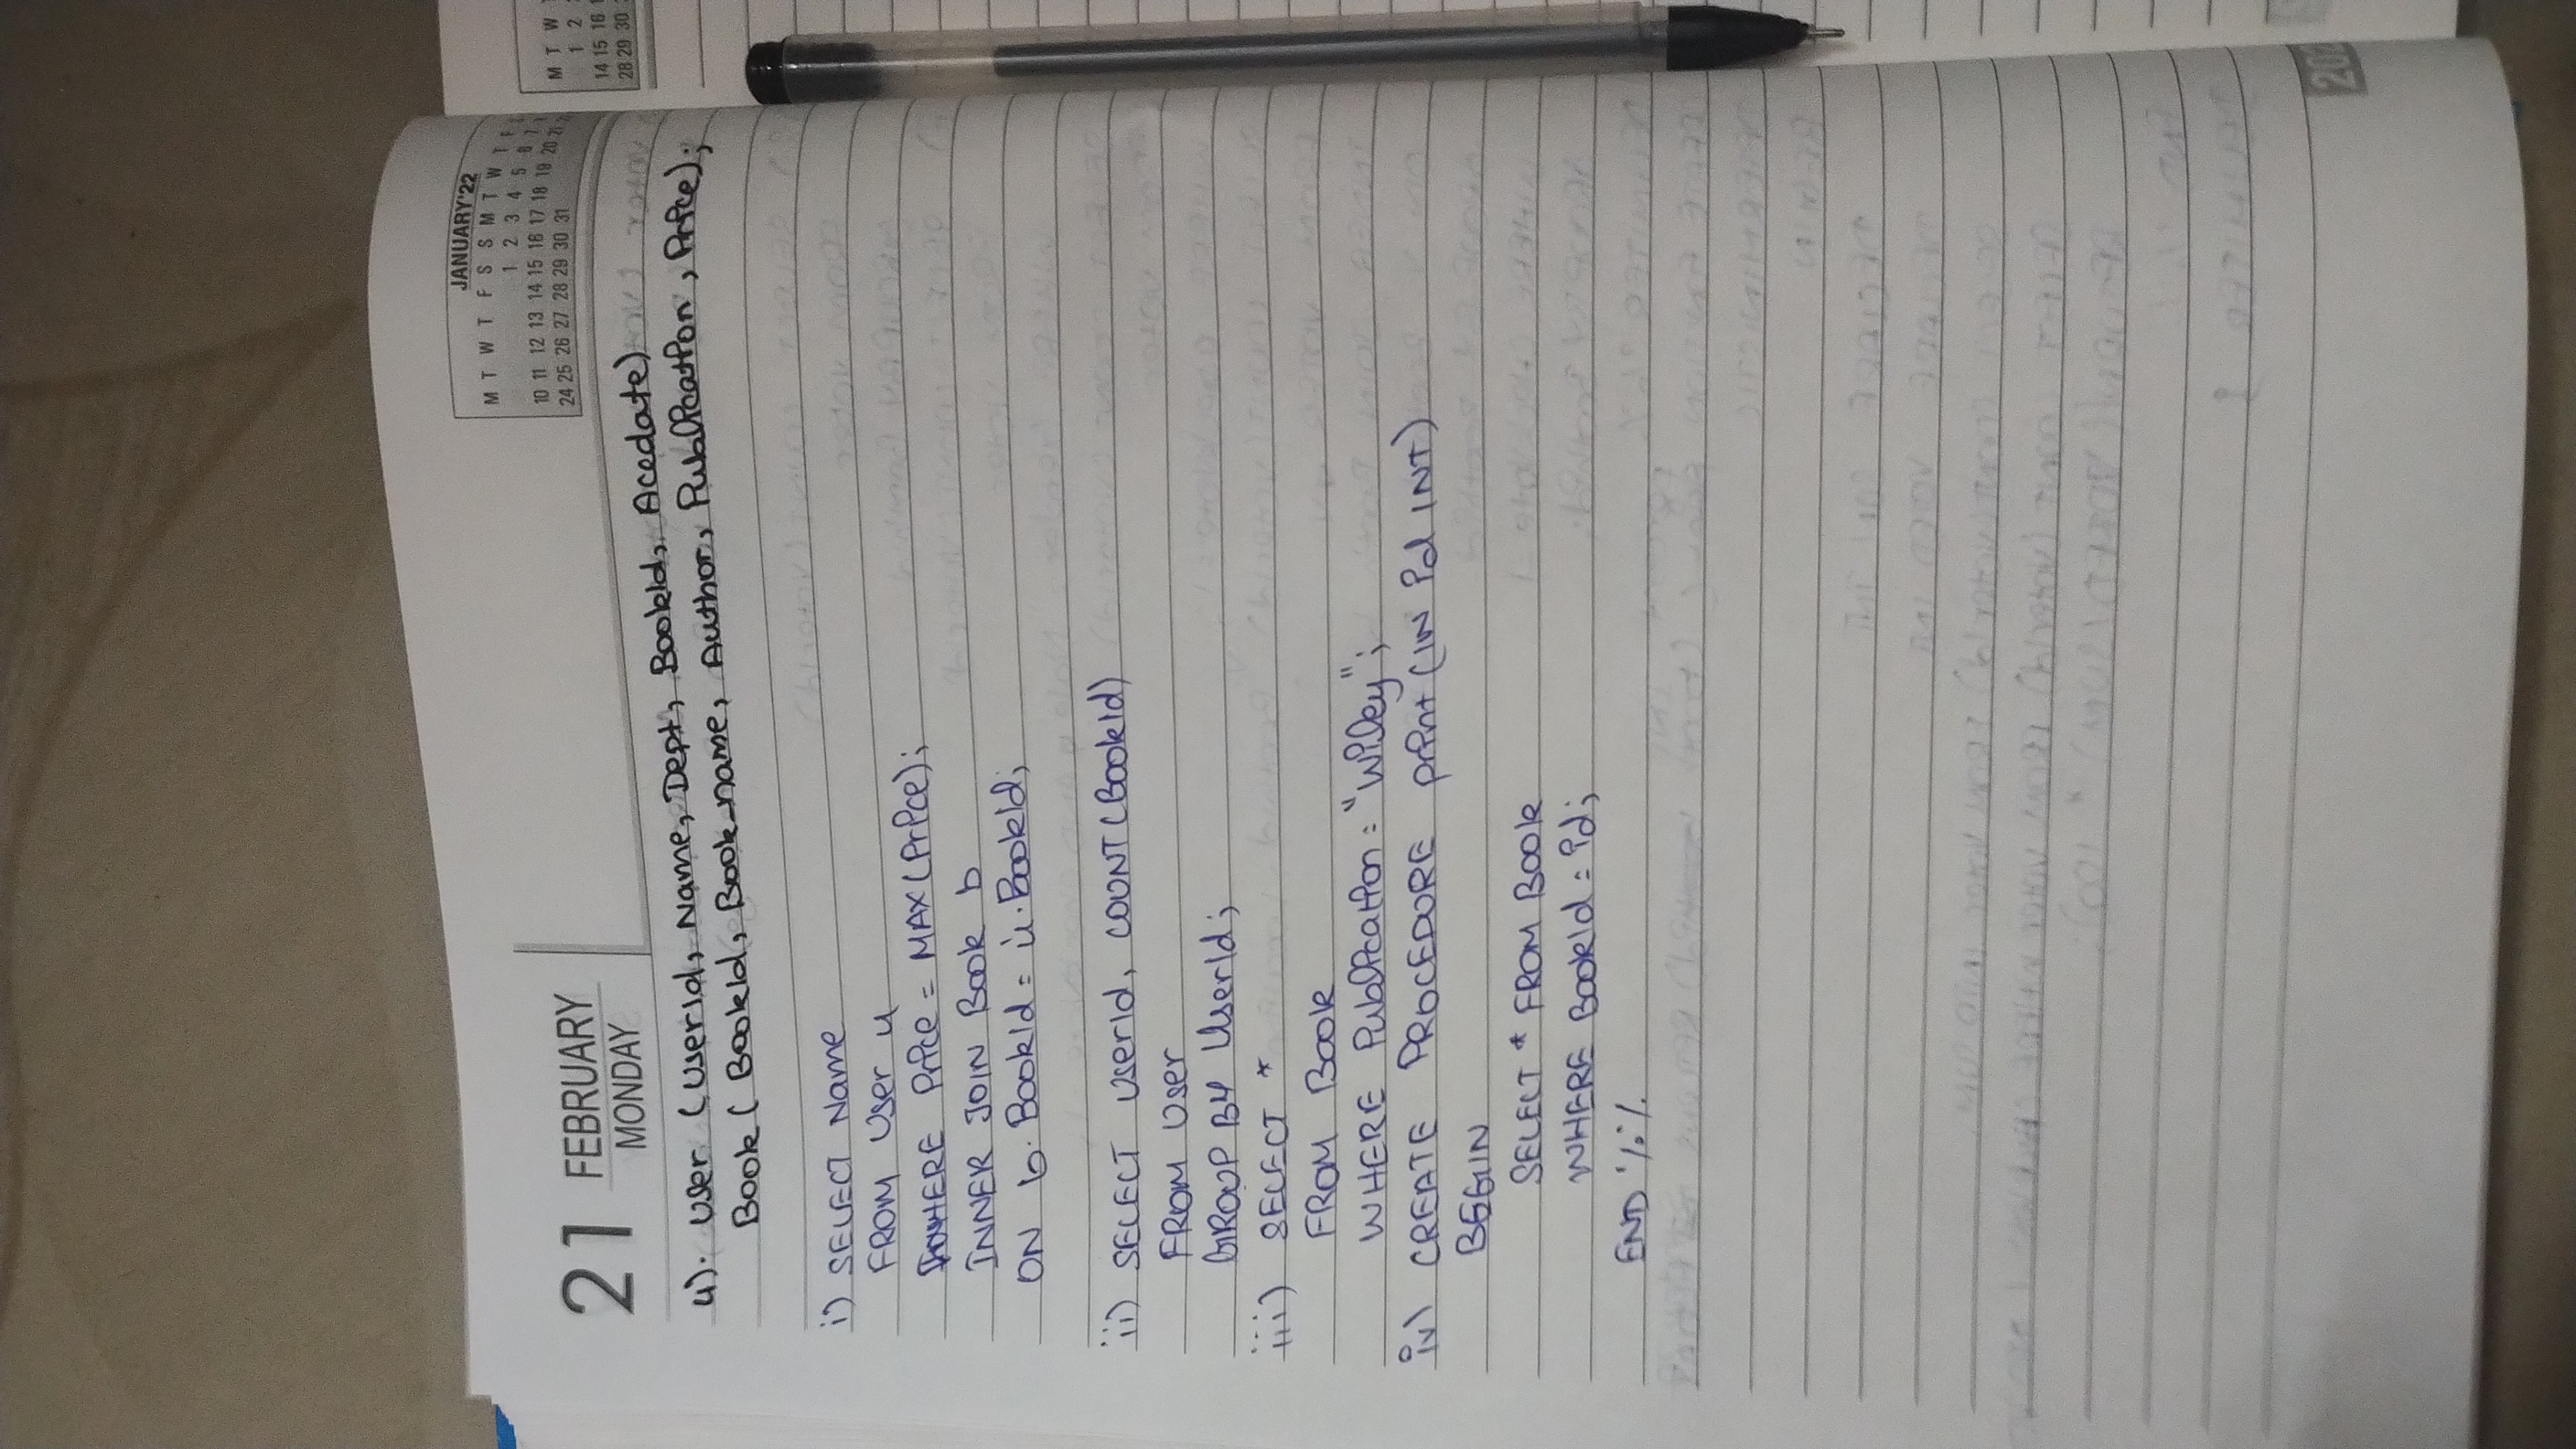 JANUARY'22
M T W T F S S M T W T F
1 2 3 4 5 6 7
10 11 12 13 14 15 16 17 18 19 20 21
24 25 26 27 28 29 30 31
M T W
1 2
14 15 16
28 29 30
21 FEBRUARY
MONDAY
4). User (UserId, Name, Dept, BookId, Accdate)
Book ( BookId, Book_name, Author, Publication, Price);
i) SELECT Name
FROM User u
WHERE Price = MAX(Price);
INNER JOIN Book b
ON b.BookId = u.BookId;
ii) SELECT UserId, COUNT(BookId)
FROM User
GROUP BY UserId;
iii) SELECT *
FROM Book
WHERE Publication = "Wiley";
iv) CREATE PROCEDURE print (IN id INT)
BEGIN
SELECT * FROM Book
WHERE BookId = id;
END %%
202